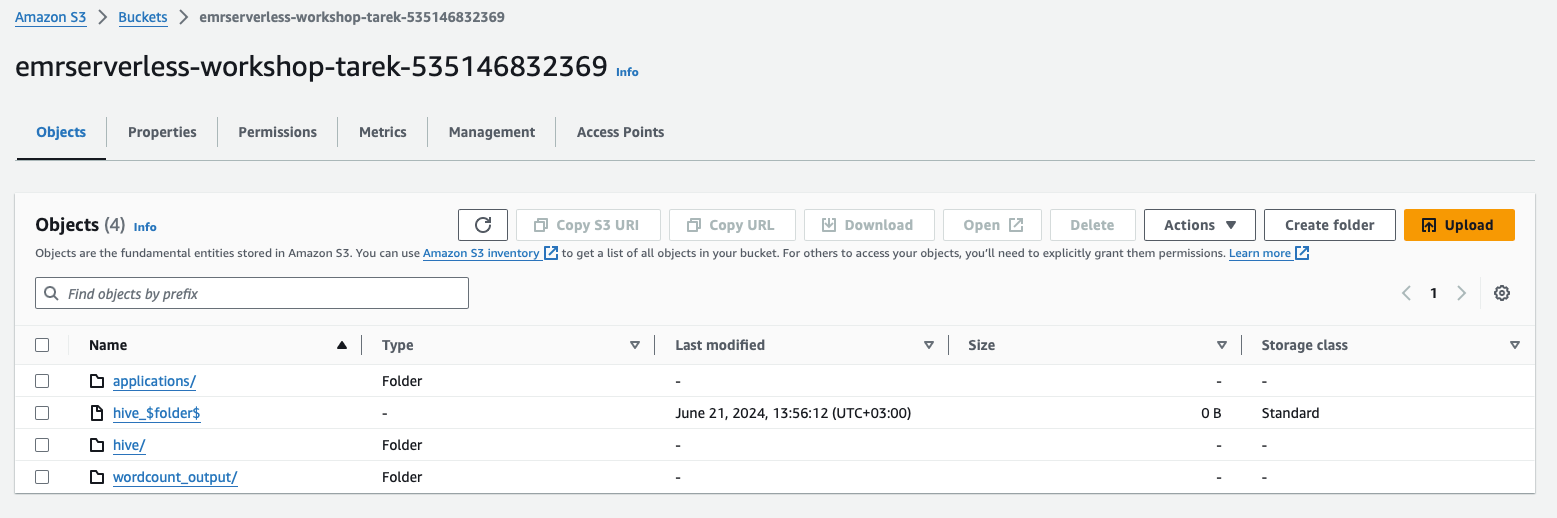 Amazon S3 > Buckets > emrserverless-workshop-tarek-535146832369
emrserverless-workshop-tarek-535146832369 Info
Objects Properties Permissions Metrics Management Access Points
Objects (4) Info Copy S3 URI Copy URL Download Open Delete Actions Create folder Upload
Objects are the fundamental entities stored in Amazon S3. You can use Amazon S3 inventory to get a list of all objects in your bucket. For others to access your objects, you'll need to explicitly grant them permissions. Learn more
Find objects by prefix 1
Name Type Last modified Size Storage class
applications/ Folder - - -
hive_$folder$ - June 21, 2024, 13:56:12 (UTC+03:00) 0 B Standard
hive/ Folder - - -
wordcount_output/ Folder - - -